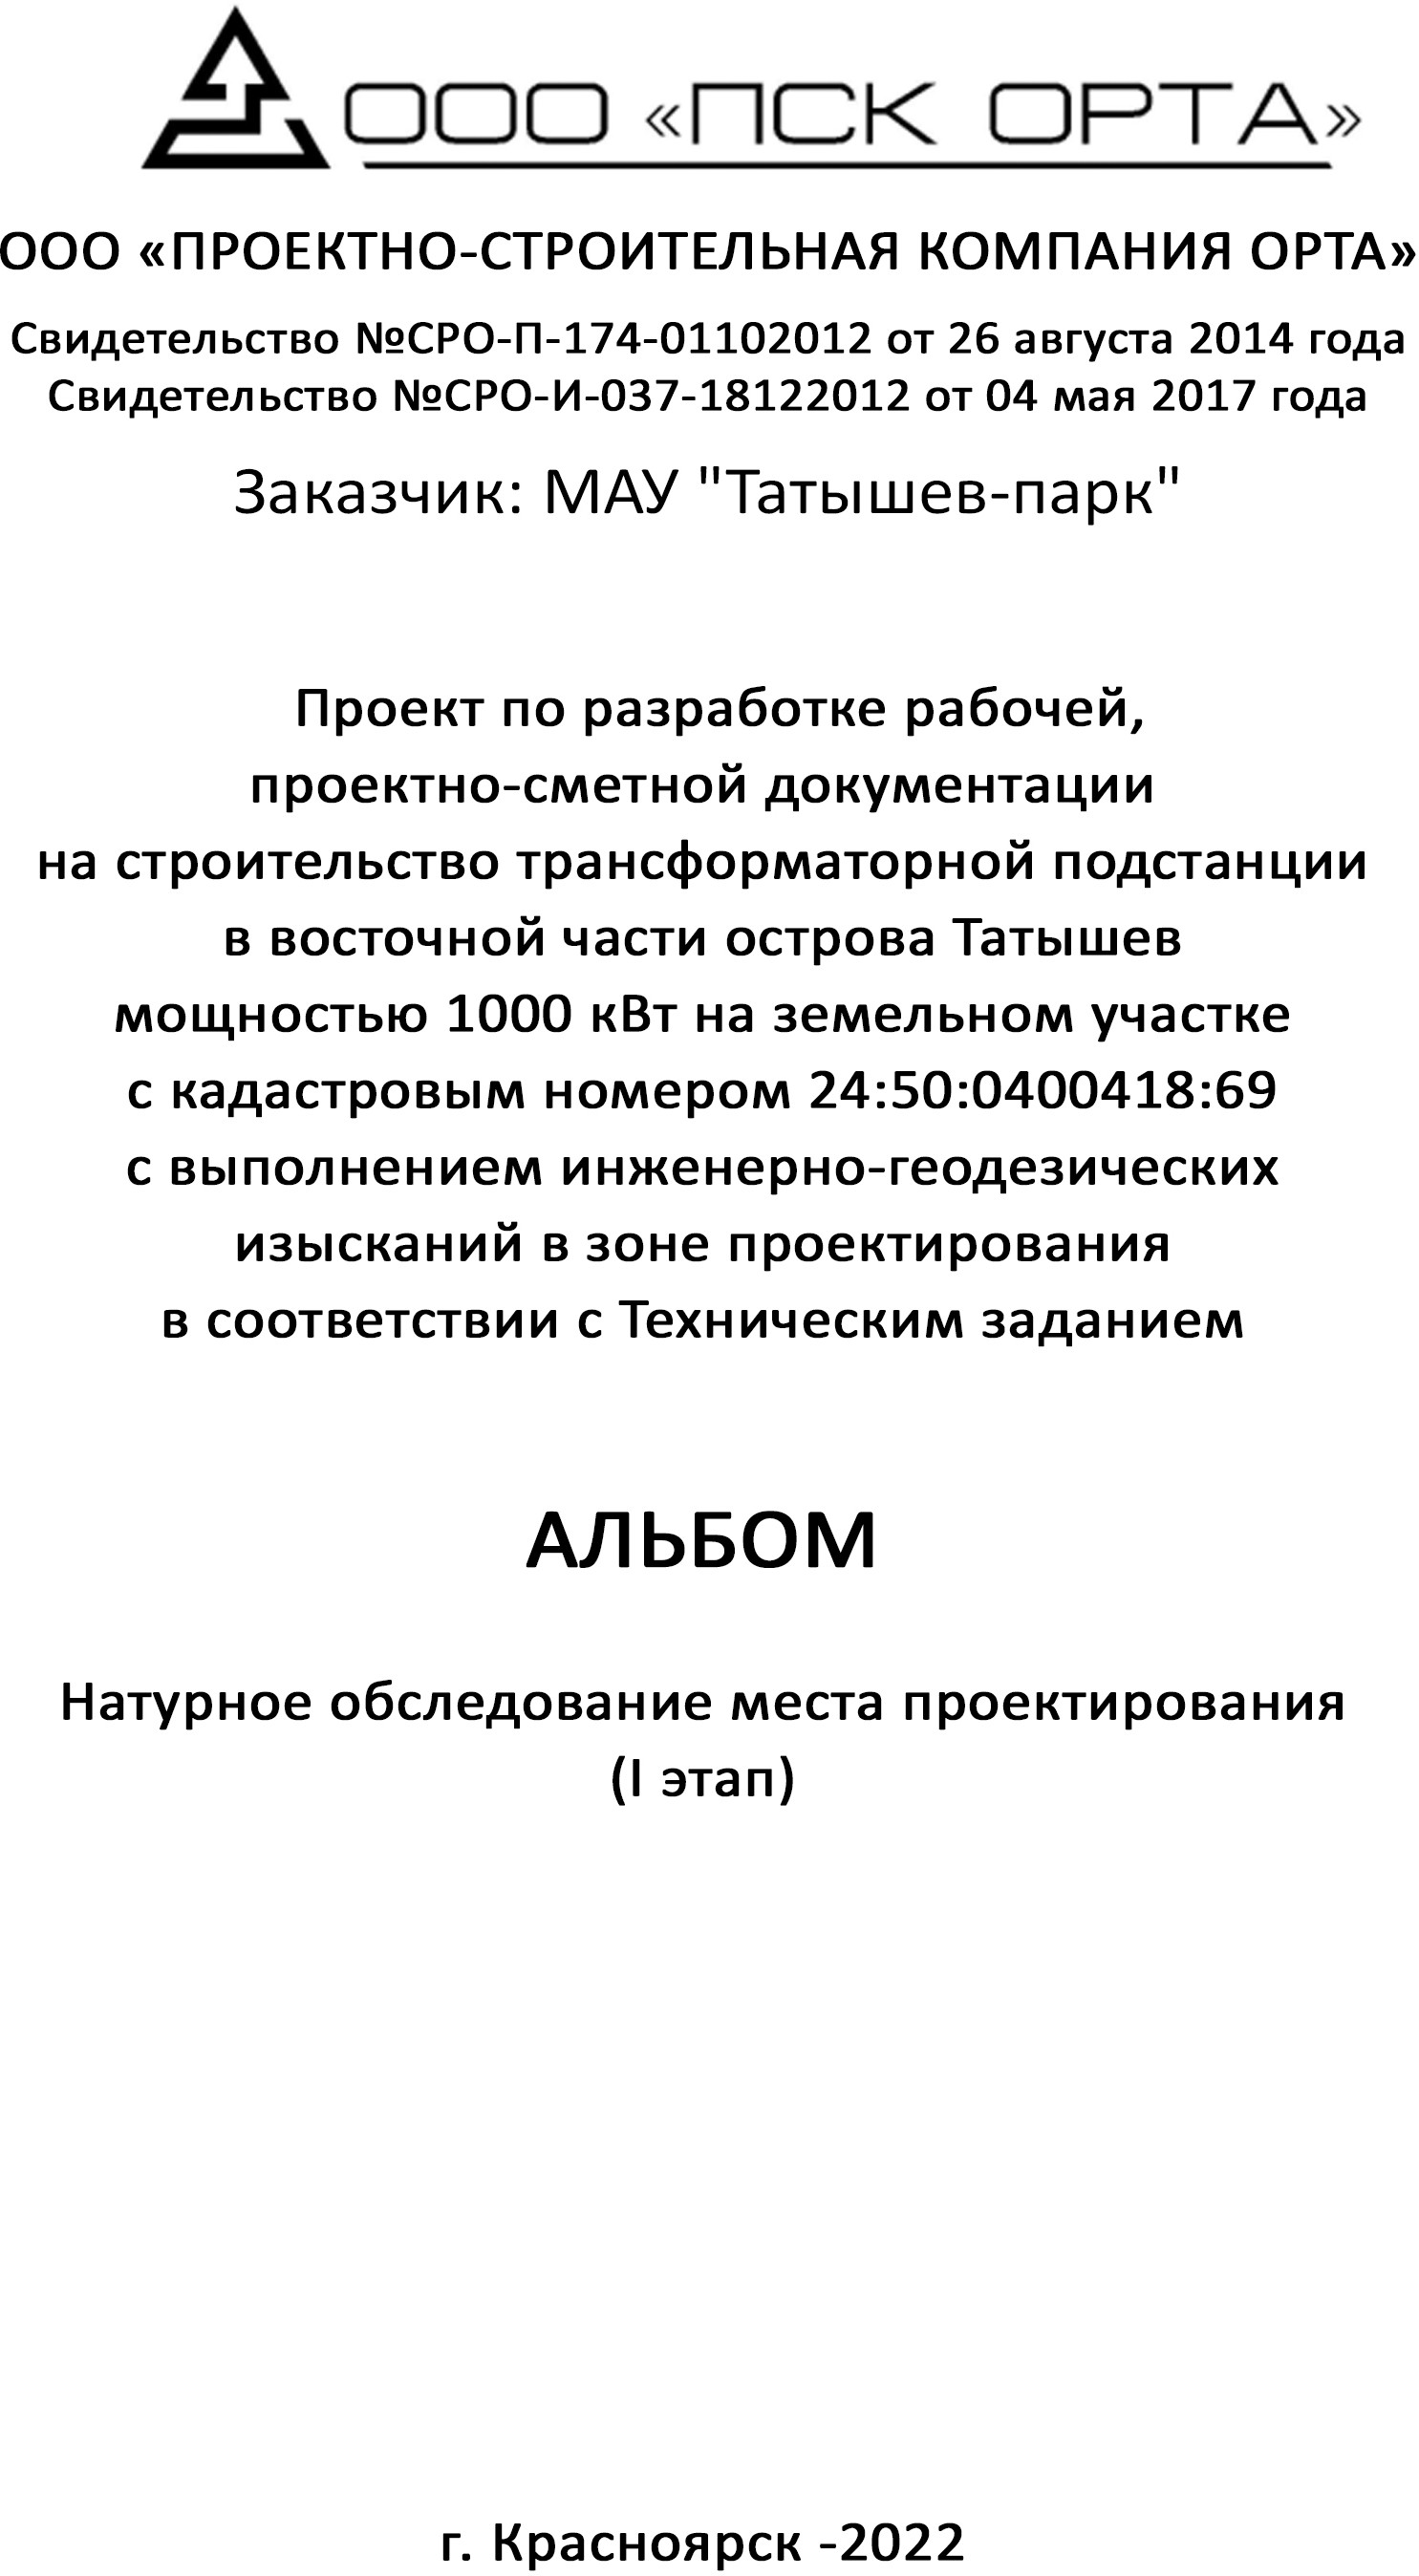 ООО «ПСК ОРТА»
ООО «ПРОЕКТНО-СТРОИТЕЛЬНАЯ КОМПАНИЯ ОРТА»
Свидетельство №СРО-П-174-01102012 от 26 августа 2014 года
Свидетельство №СРО-И-037-18122012 от 04 мая 2017 года
Заказчик: МАУ "Татышев-парк"
Проект по разработке рабочей,
проектно-сметной документации
на строительство трансформаторной подстанции
в восточной части острова Татышев
мощностью 1000 кВт на земельном участке
с кадастровым номером 24:50:0400418:69
с выполнением инженерно-геодезических
изысканий в зоне проектирования
в соответствии с Техническим заданием
АЛЬБОМ
Натурное обследование места проектирования
(I этап)
г. Красноярск -2022